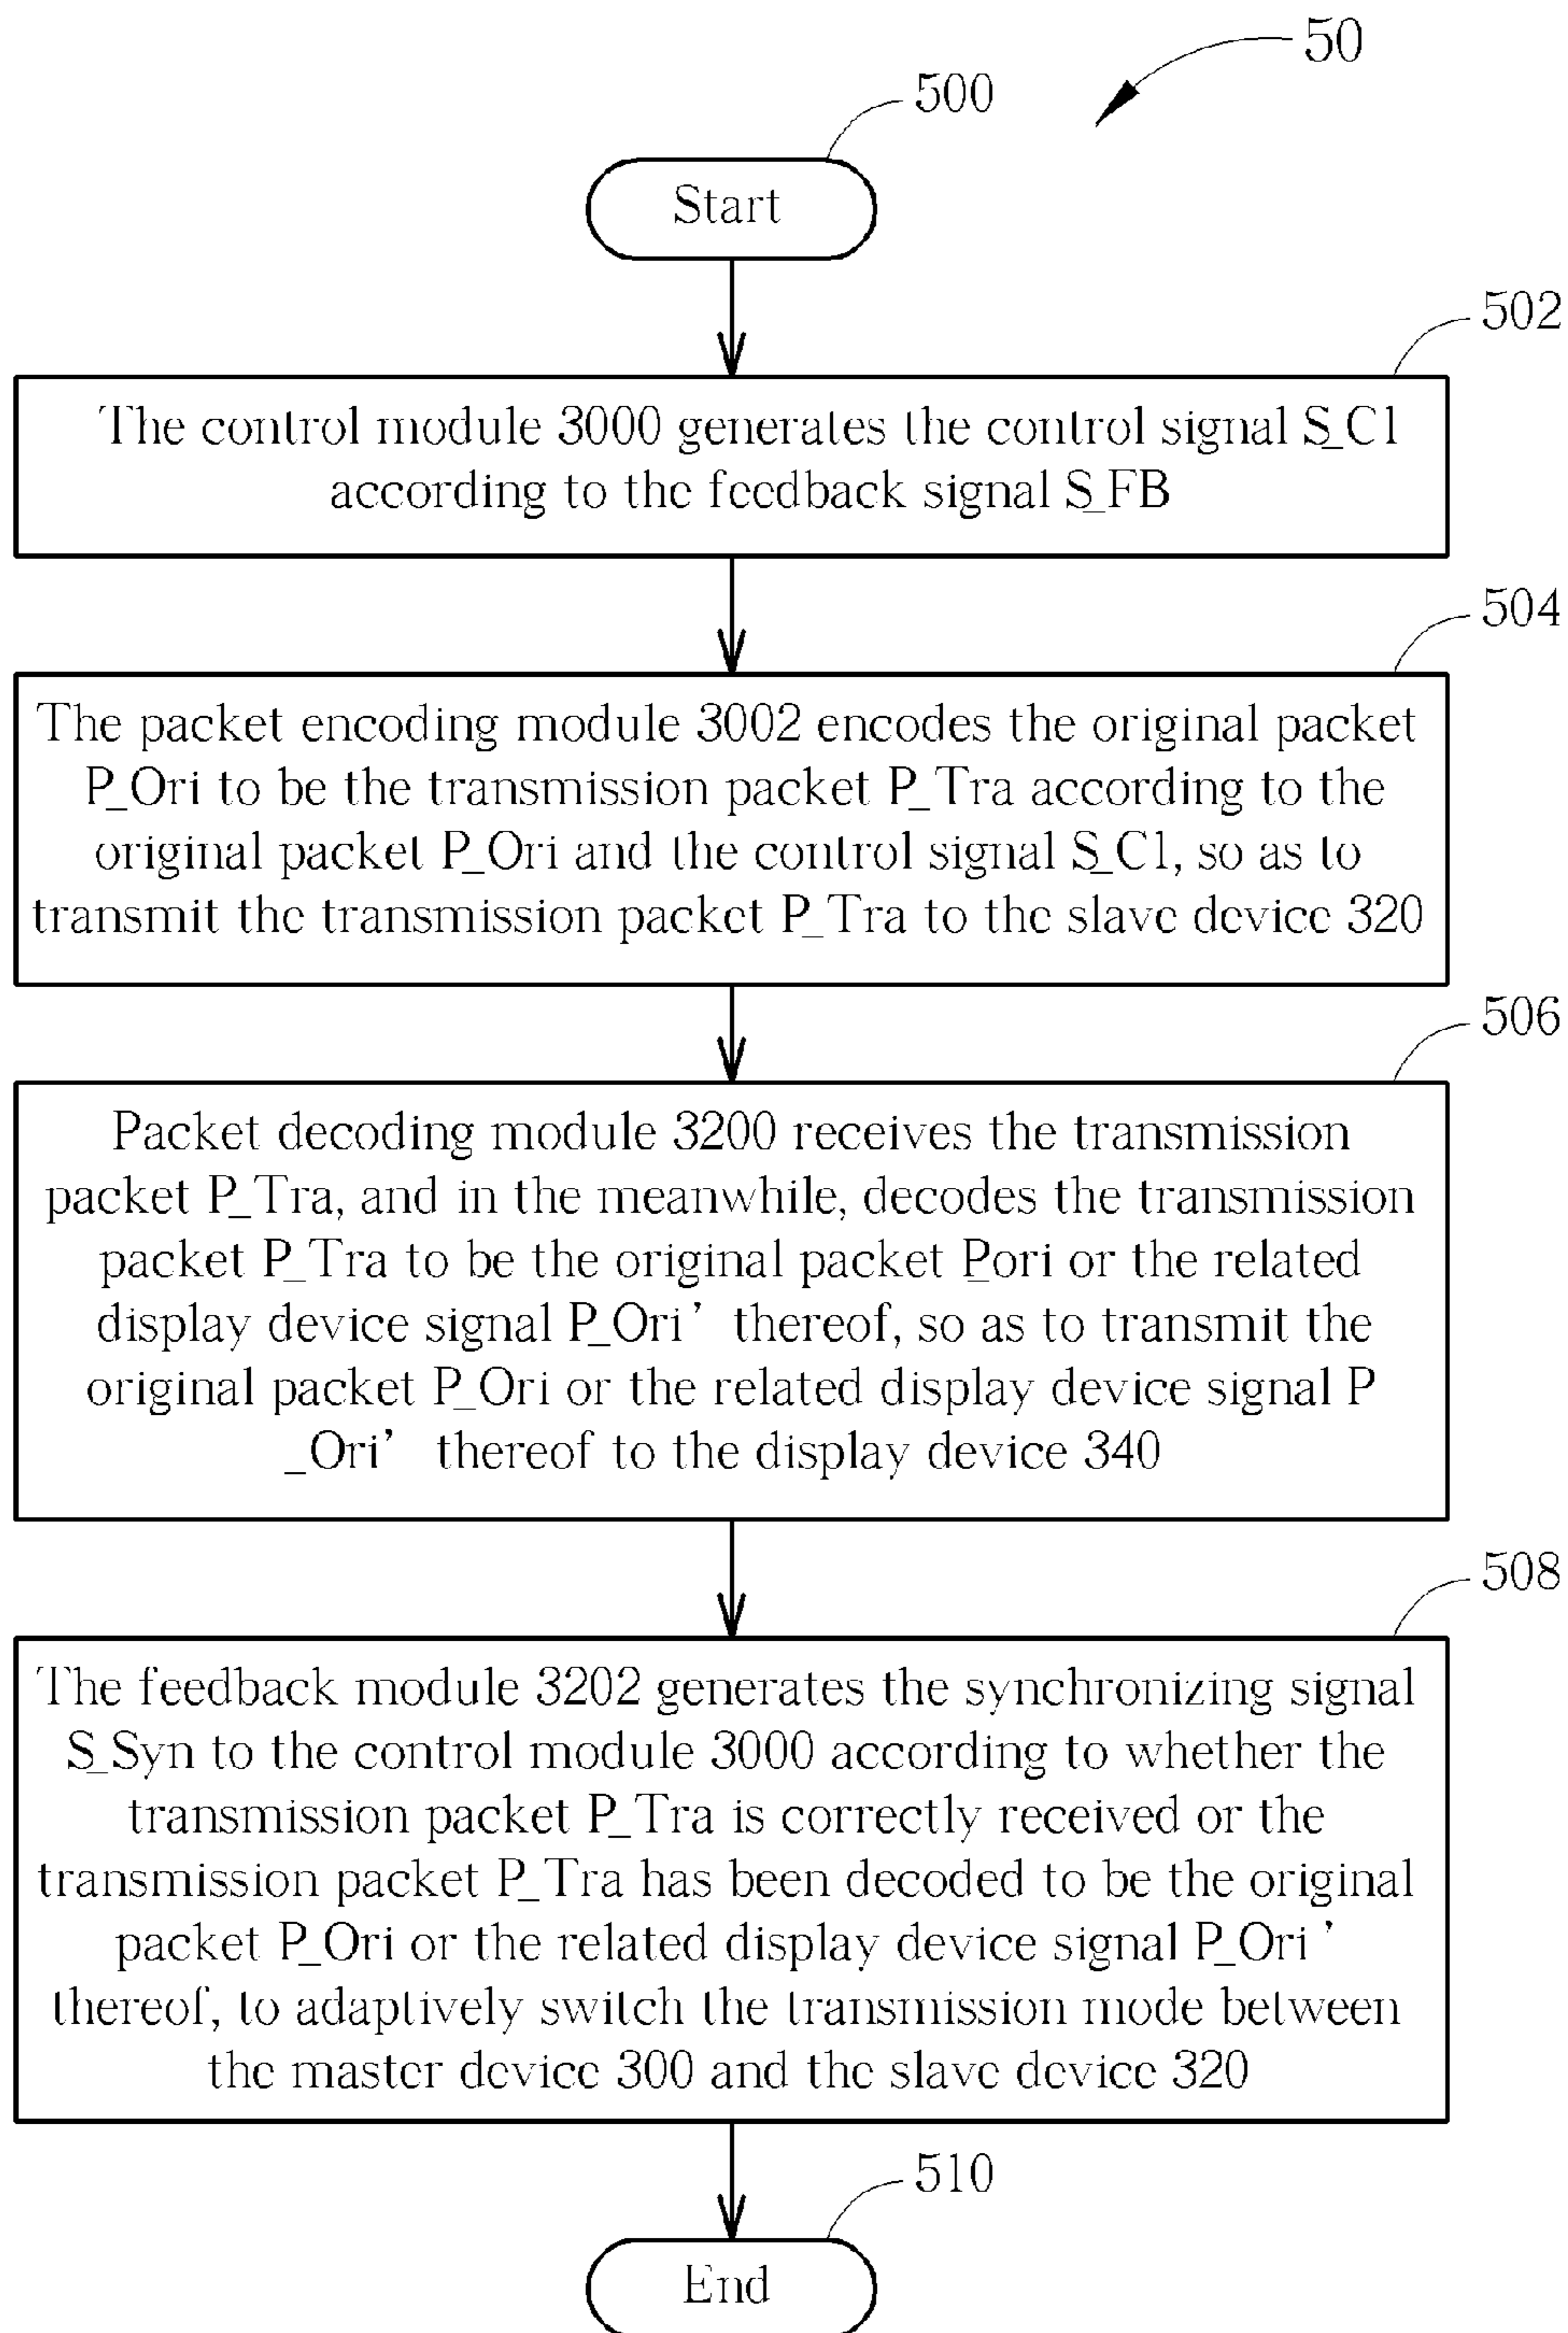 50
500
Start
502
The control module 3000 generates the control signal S_C1
according to the feedback signal S_FB
504
The packet encoding module 3002 encodes the original packet
P_Ori to be the transmission packet P_Tra according to the
original packet P_Ori and the control signal S_C1, so as to
transmit the transmission packet P_Tra to the slave device 320
506
Packet decoding module 3200 receives the transmission
packet P_Tra, and in the meanwhile, decodes the transmission
packet P_Tra to be the original packet Pori or the related
display device signal P_Ori’ thereof, so as to transmit the
original packet P_Ori or the related display device signal P
_Ori’ thereof to the display device 340
508
The feedback module 3202 generates the synchronizing signal
S_Syn to the control module 3000 according to whether the
transmission packet P_Tra is correctly received or the
transmission packet P_Tra has been decoded to be the original
packet P_Ori or the related display device signal P_Ori’
thereof, to adaptively switch the transmission mode between
the master device 300 and the slave device 320
510
End